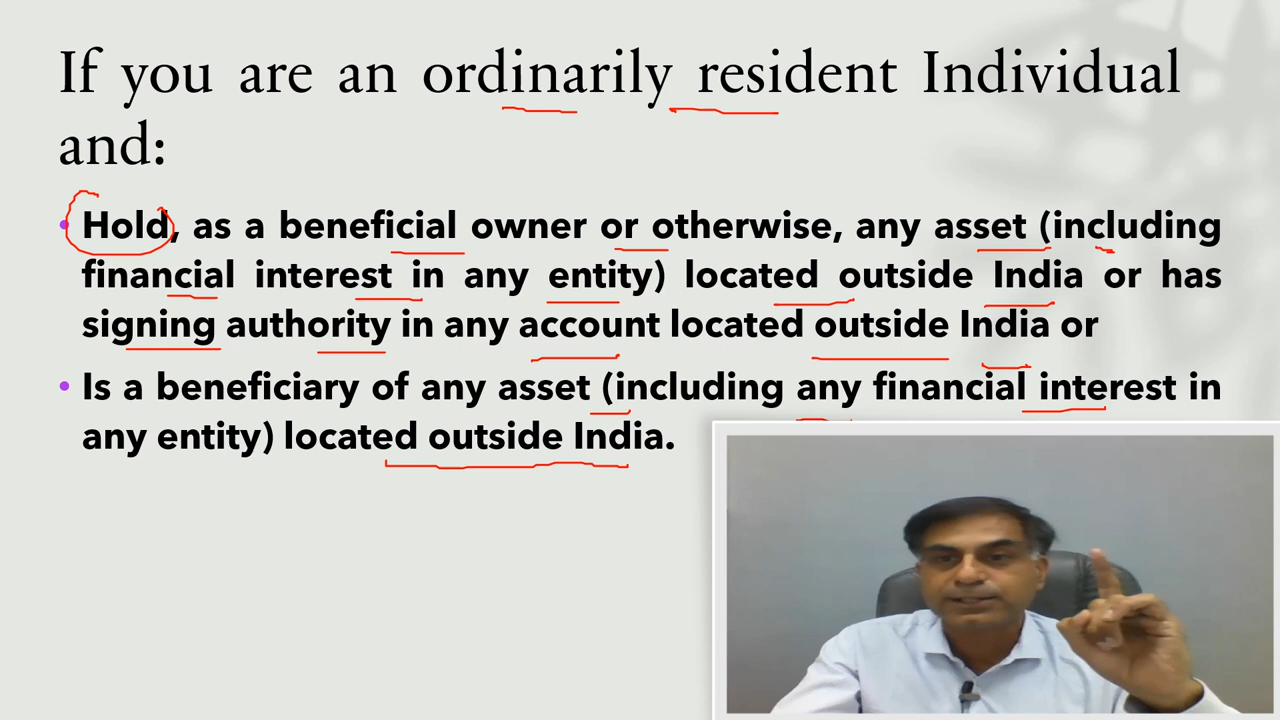 If you are an ordinarily resident Individual
and:
• Hold, as a beneficial owner or otherwise, any asset (including
financial interest in any entity) located outside India or has
signing authority in any account located outside India or
• Is a beneficiary of any asset (including any financial interest in
any entity) located outside India.